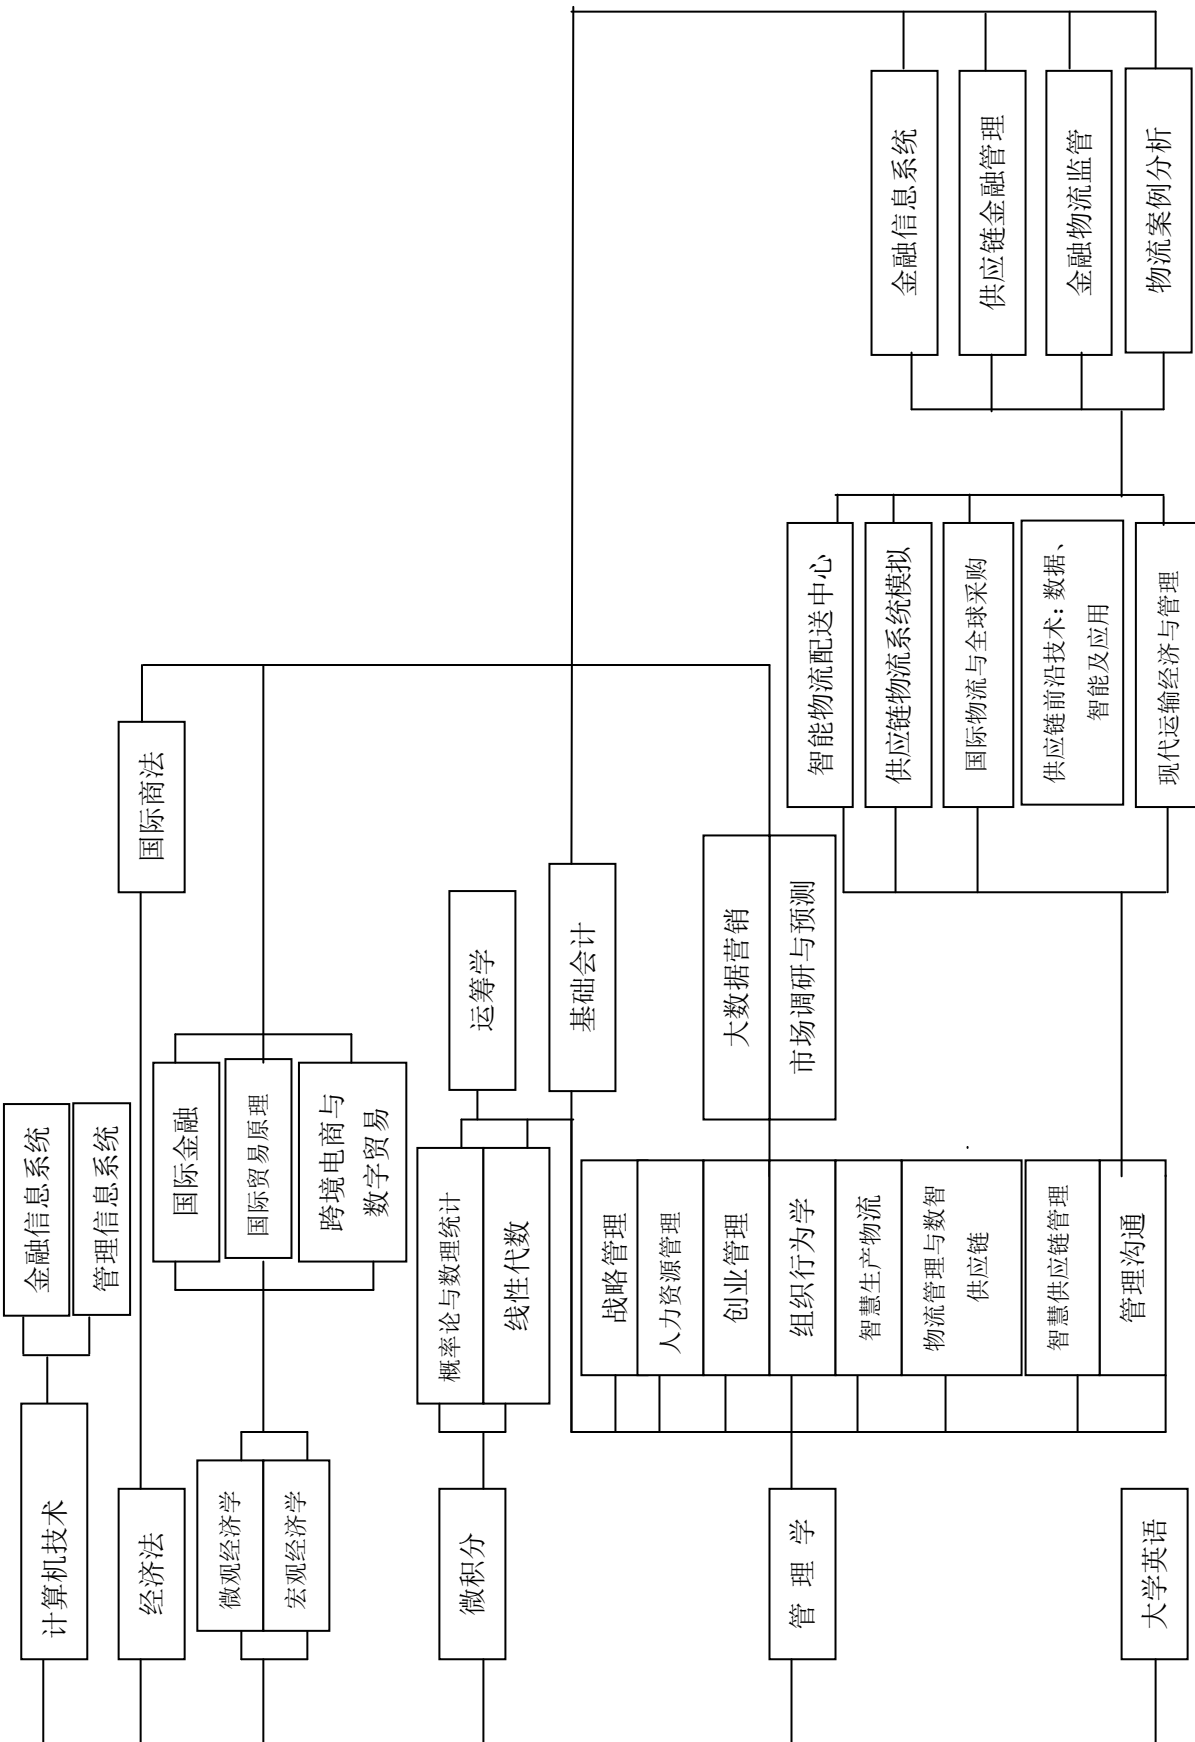 计算机技术
金融信息系统
管理信息系统
经济法
国际商法
微观经济学
宏观经济学
国际金融
国际贸易原理
跨境电商与
数字贸易
微积分
概率论与数理统计
线性代数
运筹学
基础会计
管 理 学
战略管理
人力资源管理
创业管理
组织行为学
智慧生产物流
物流管理与数智
供应链
智慧供应链管理
管理沟通
大数据营销
市场调研与预测
智能物流配送中心
供应链物流系统模拟
国际物流与全球采购
供应链前沿技术：数据、
智能及应用
现代运输经济与管理
金融信息系统
供应链金融管理
金融物流监管
物流案例分析
大学英语